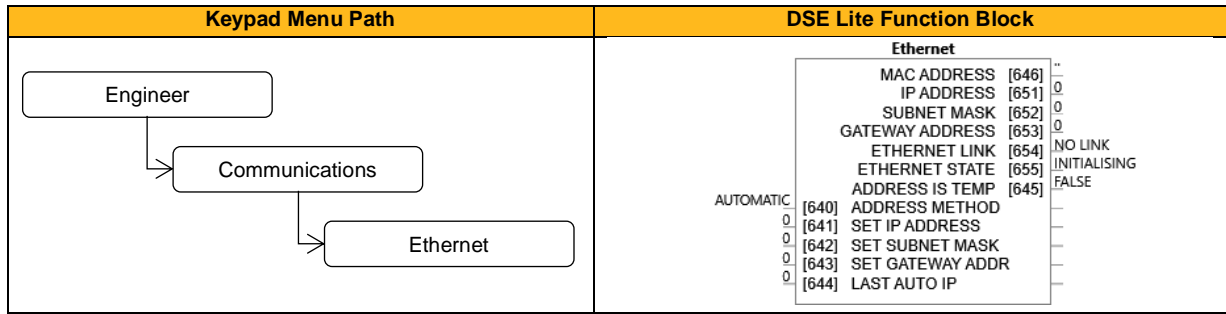 Keypad Menu Path
DSE Lite Function Block
Engineer
Communications
Ethernet
Ethernet
MAC ADDRESS [646] ''
IP ADDRESS [651] 0
SUBNET MASK [652] 0
GATEWAY ADDRESS [653] 0
ETHERNET LINK [654] NO LINK
ETHERNET STATE [655] INITIALISING
ADDRESS IS TEMP [645] FALSE
AUTOMATIC [640] ADDRESS METHOD
0 [641] SET IP ADDRESS
0 [642] SET SUBNET MASK
0 [643] SET GATEWAY ADDR
0 [644] LAST AUTO IP